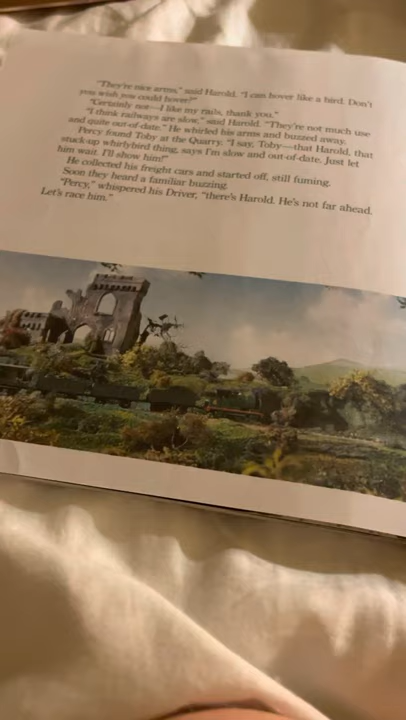 "They're nice arms," said Harold. "I can hover like a bird. Don't
you wish you could hover?"
"Certainly not—I like my rails, thank you."
"I think railways are slow," said Harold. "They're not much use
and quite out-of-date." He whirled his arms and buzzed away.
Percy found Toby at the Quarry. "I say, Toby—that Harold, that
stuck-up whirlybird thing, says I'm slow and out-of-date. Just let
him wait. I'll show him!"
He collected his freight cars and started off, still fuming.
Soon they heard a familiar buzzing.
"Percy," whispered his Driver, "there's Harold. He's not far ahead.
Let's race him."